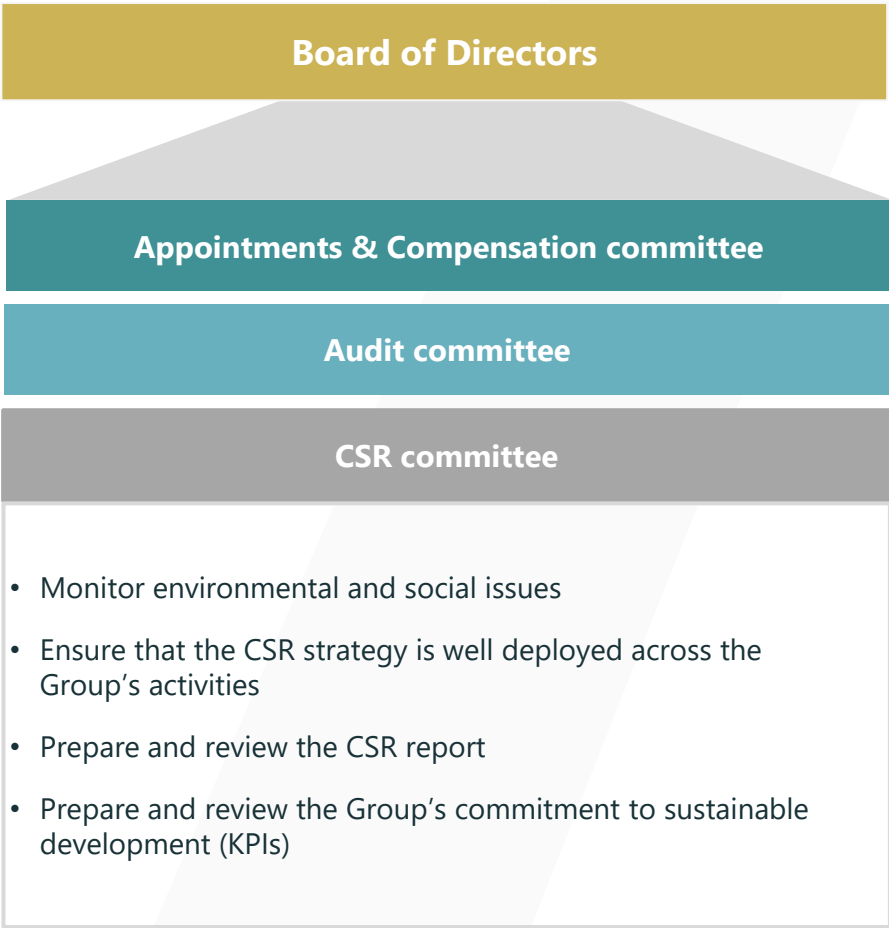 Board of Directors
Appointments & Compensation committee
Audit committee
CSR committee
• Monitor environmental and social issues
• Ensure that the CSR strategy is well deployed across the
Group’s activities
• Prepare and review the CSR report
• Prepare and review the Group’s commitment to sustainable
development (KPIs)